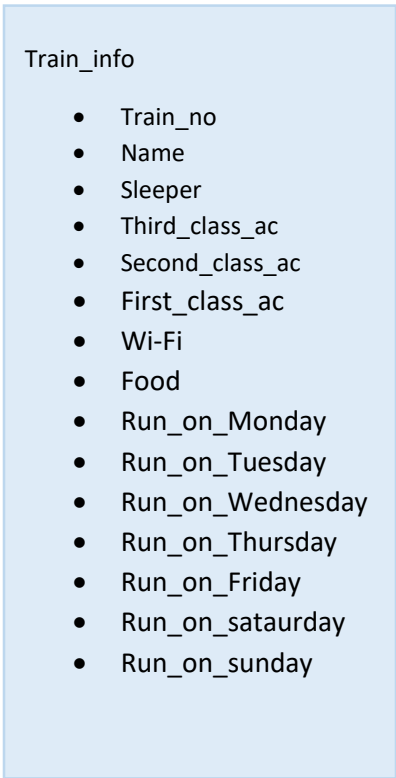 Train_info
• Train_no
• Name
• Sleeper
• Third_class_ac
• Second_class_ac
• First_class_ac
• Wi-Fi
• Food
• Run_on_Monday
• Run_on_Tuesday
• Run_on_Wednesday
• Run_on_Thursday
• Run_on_Friday
• Run_on_sataurday
• Run_on_sunday